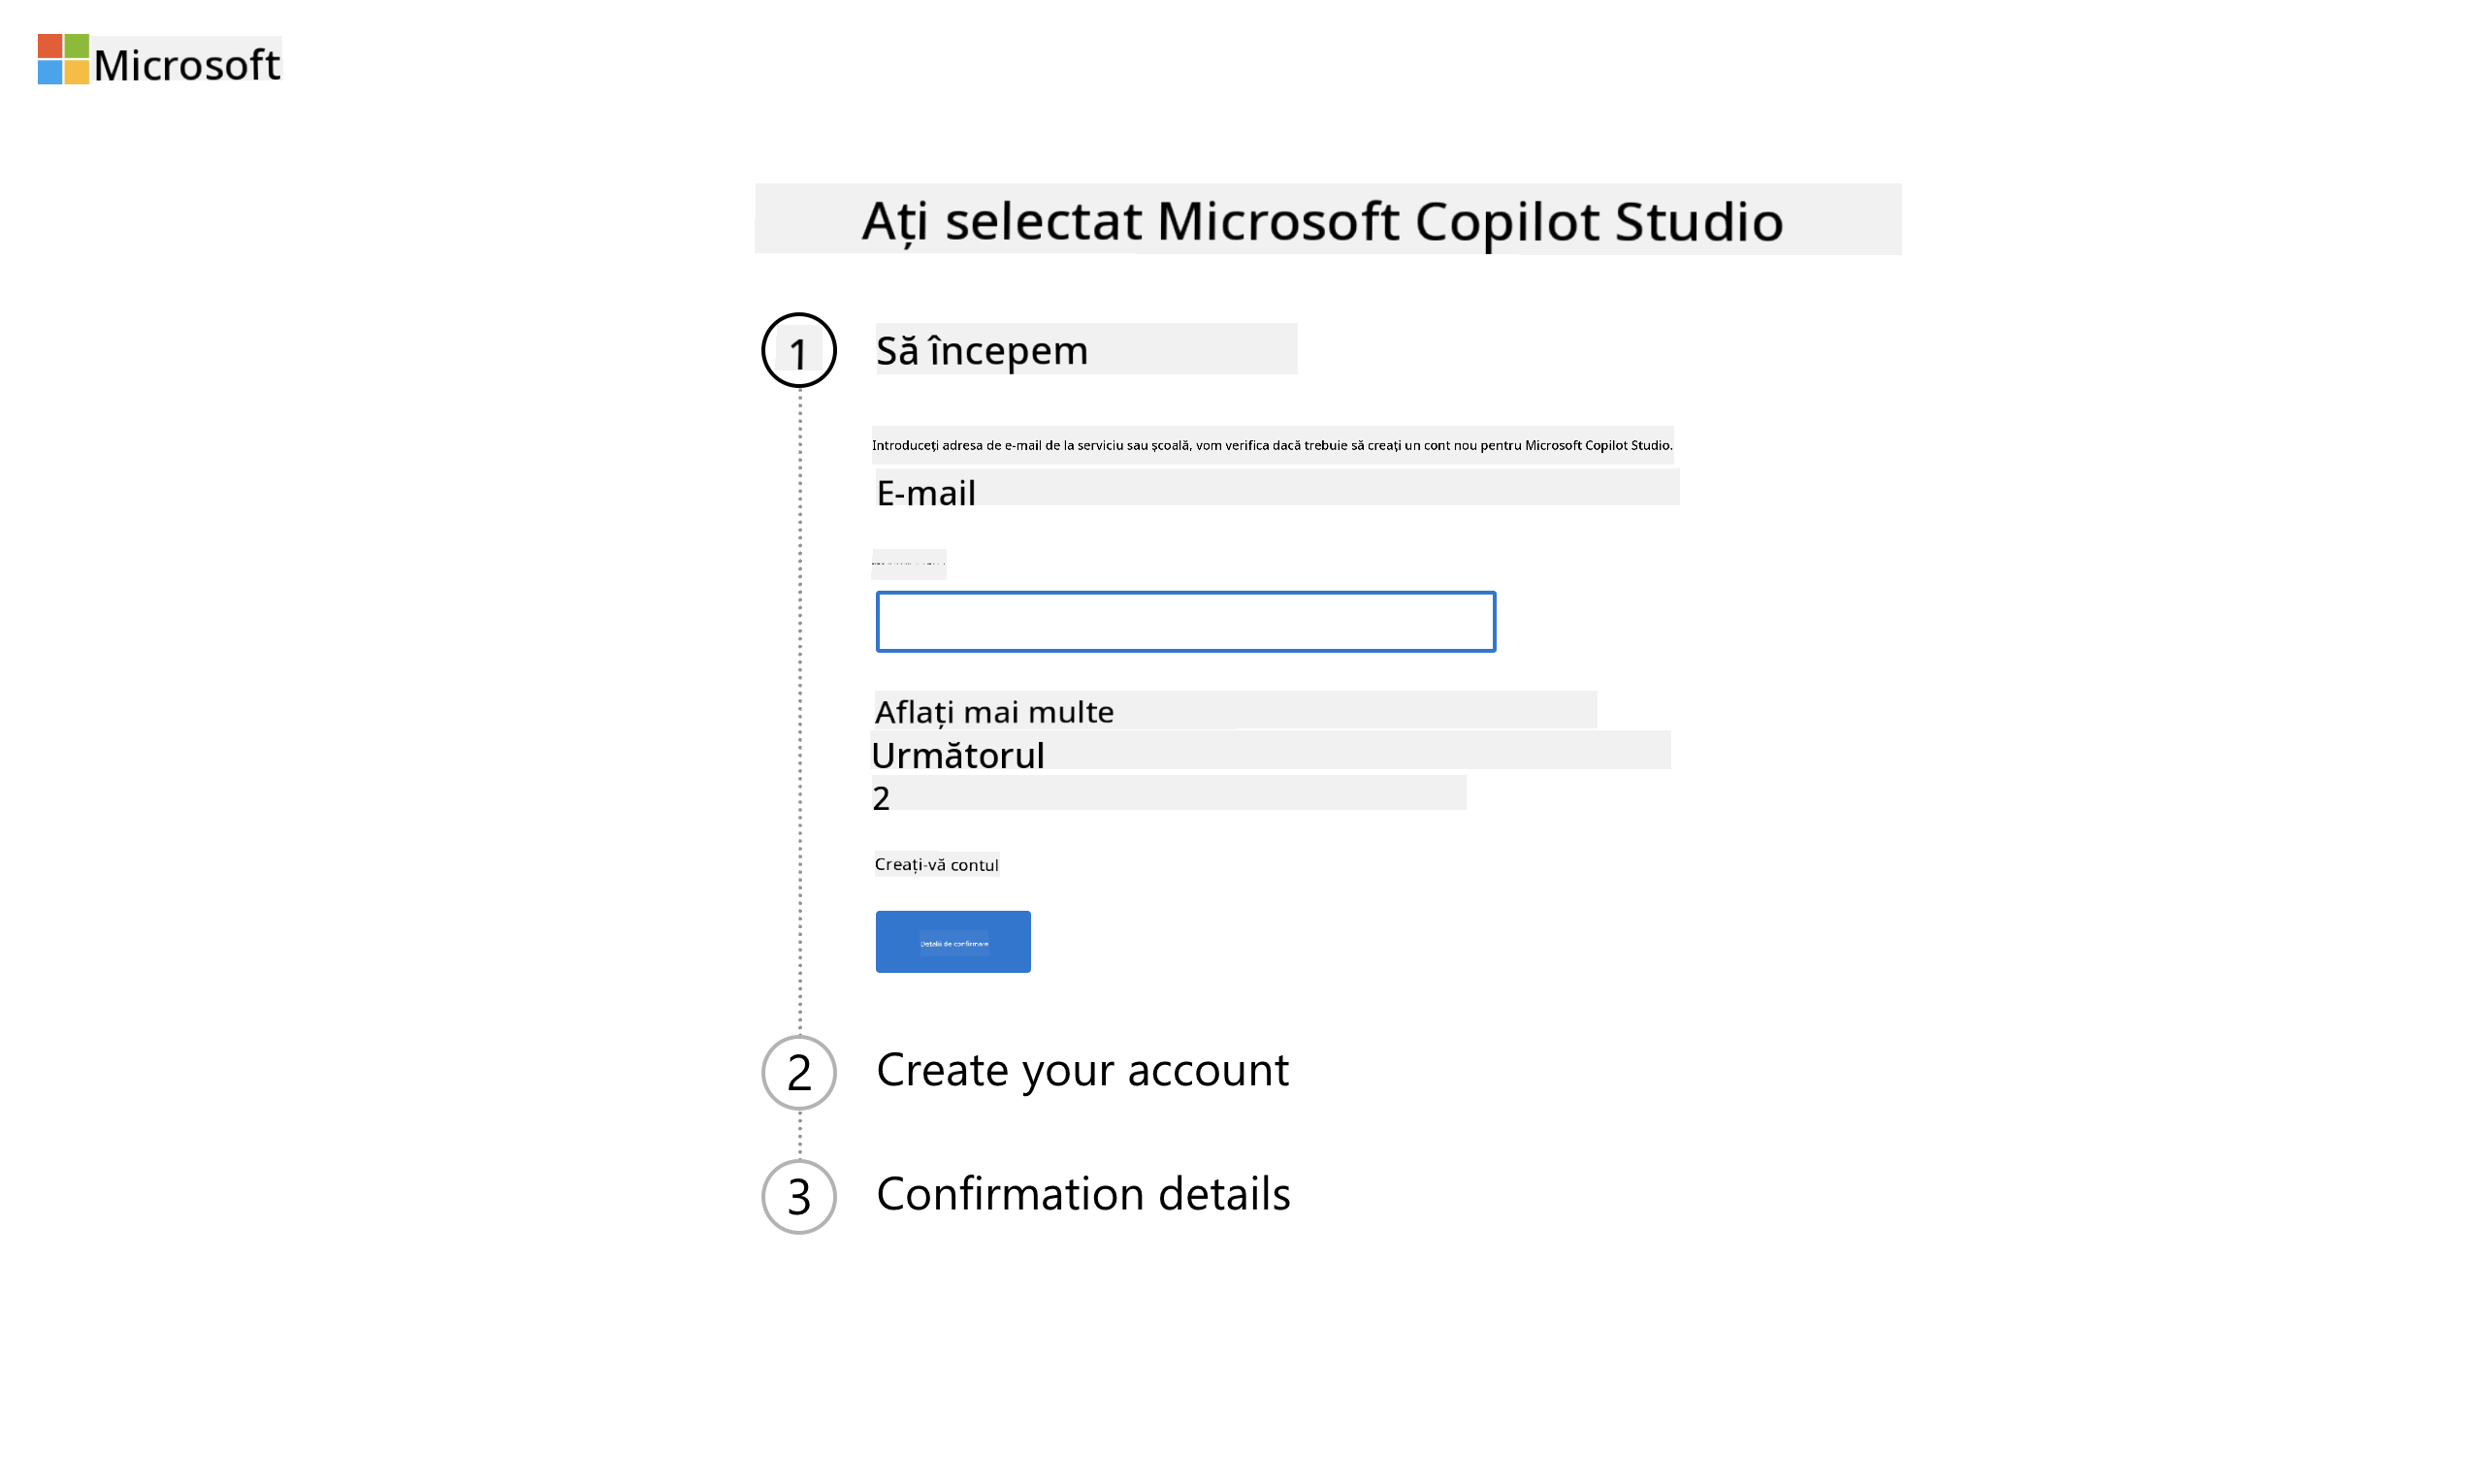 Microsoft
Ați selectat Microsoft Copilot Studio
1
Să începem
Introduceți adresa de e-mail de la serviciu sau școală, vom verifica dacă trebuie să creați un cont nou pentru Microsoft Copilot Studio.
E-mail
Aflați mai multe
Următorul
2
Creați-vă contul
Detalii de confirmare
2
Create your account
3
Confirmation details